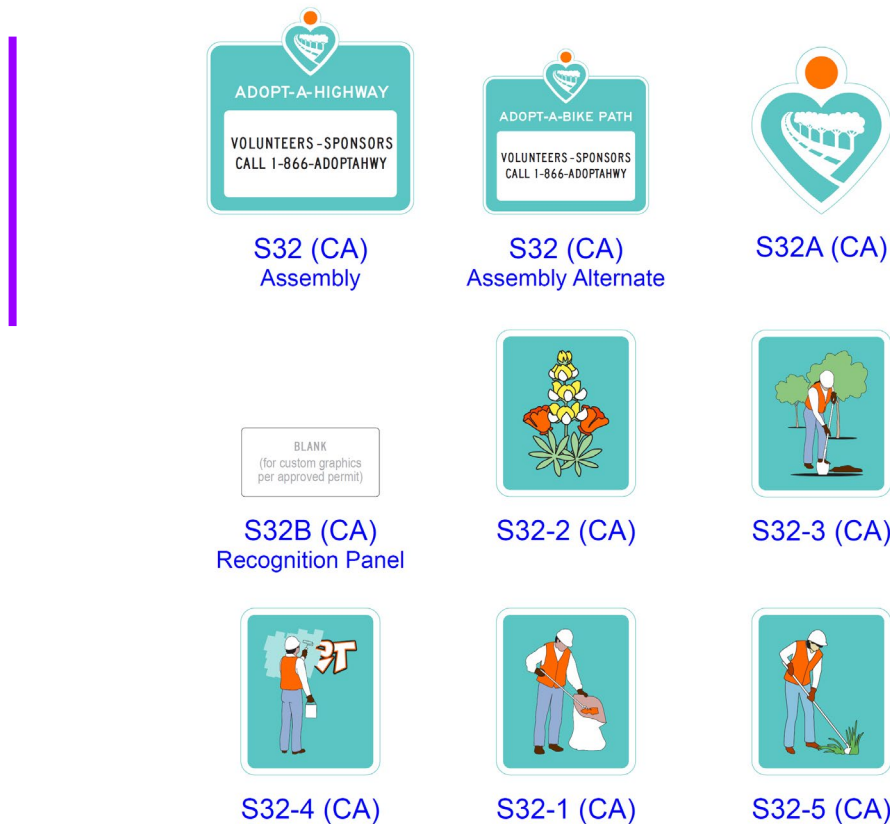 ADOPT-A-HIGHWAY
VOLUNTEERS-SPONSORS
CALL 1-866-ADOPTAHWY
S32 (CA)
Assembly
ADOPT-A-BIKE PATH
VOLUNTEERS-SPONSORS
CALL 1-866-ADOPTAHWY
S32 (CA)
Assembly Alternate
S32A (CA)
BLANK
(for custom graphics
per approved permit)
S32B (CA)
Recognition Panel
S32-2 (CA)
S32-3 (CA)
S32-4 (CA)
S32-1 (CA)
S32-5 (CA)